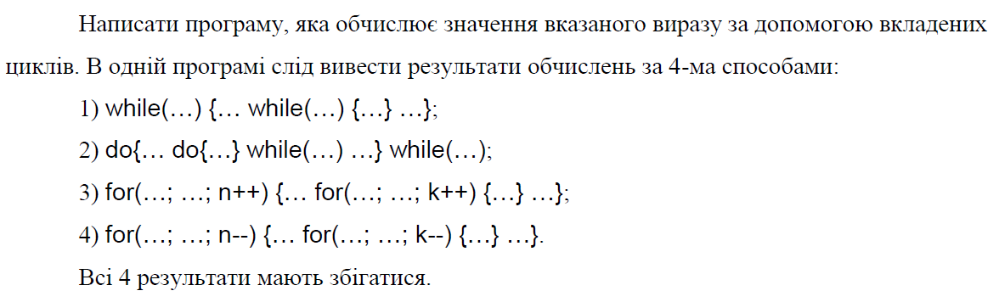 Написати програму, яка обчислює значення вказаного виразу за допомогою вкладених
циклів. В одній програмі слід вивести результати обчислень за 4-ма способами:
1) while(…) {… while(…) {…} …};
2) do{… do{…} while(…) …} while(…);
3) for(…; …; n++) {… for(…; …; k++) {…} …};
4) for(…; …; n--) {… for(…; …; k--) {…} …}.
Всі 4 результати мають збігатися.